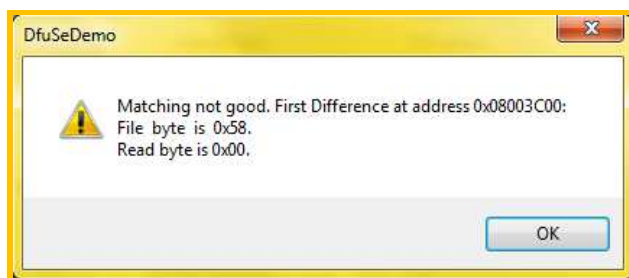 DfuSeDemo
Matching not good. First Difference at address 0x08003C00:
File byte is 0x58.
Read byte is 0x00.
OK